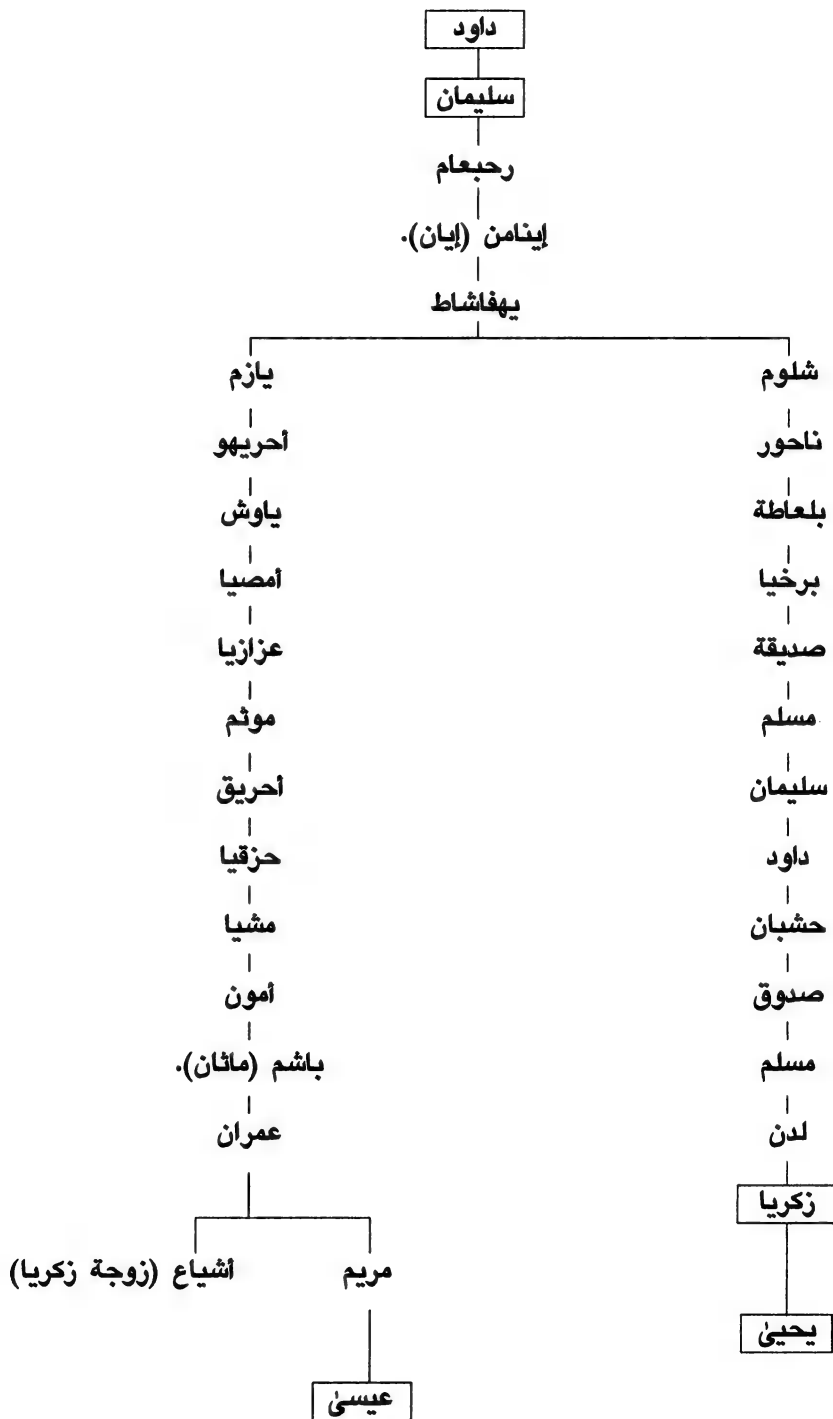 داود
سليمان
رحبعام
إينامن (إيان).
يهفاشاط
شلوم يازم
ناحور أحريهو
بلعاطة ياوش
برخيا أمصيا
صديقة عزازيا
مسلم موثم
سليمان أحريق
داود حزقيا
حشبان مشيا
صدوق أمون
مسلم باشم (ماثان).
لدن عمران
زكريا
مريم أشياع (زوجة زكريا)
يحيىٰ
عيسىٰ